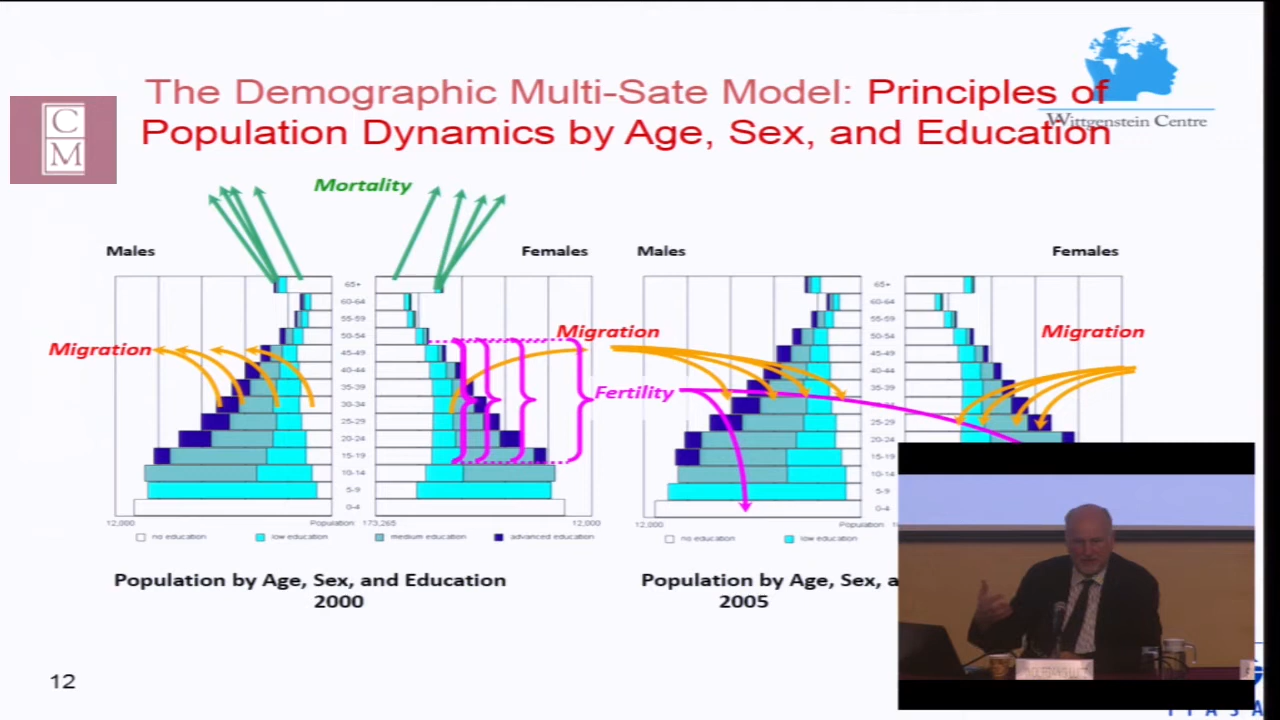 The Demographic Multi-Sate Model: Principles of
Population Dynamics by Age, Sex, and Education
Wittgenstein Centre
C
M
Mortality
Males
Females
Males
Females
Migration
Migration
Migration
Fertility
65+
60-64
55-59
50-54
45-49
40-44
35-39
30-34
25-29
20-24
15-19
10-14
5-9
0-4
65+
60-64
55-59
50-54
45-49
40-44
35-39
30-34
25-29
20-24
15-19
10-14
5-9
0-4
12,000
Population
173,265
12,000
12,000
Population
no education
low education
medium education
advanced education
no education
low education
Population by Age, Sex, and Education
2000
Population by Age, Sex, a
2005
12
I I A S A